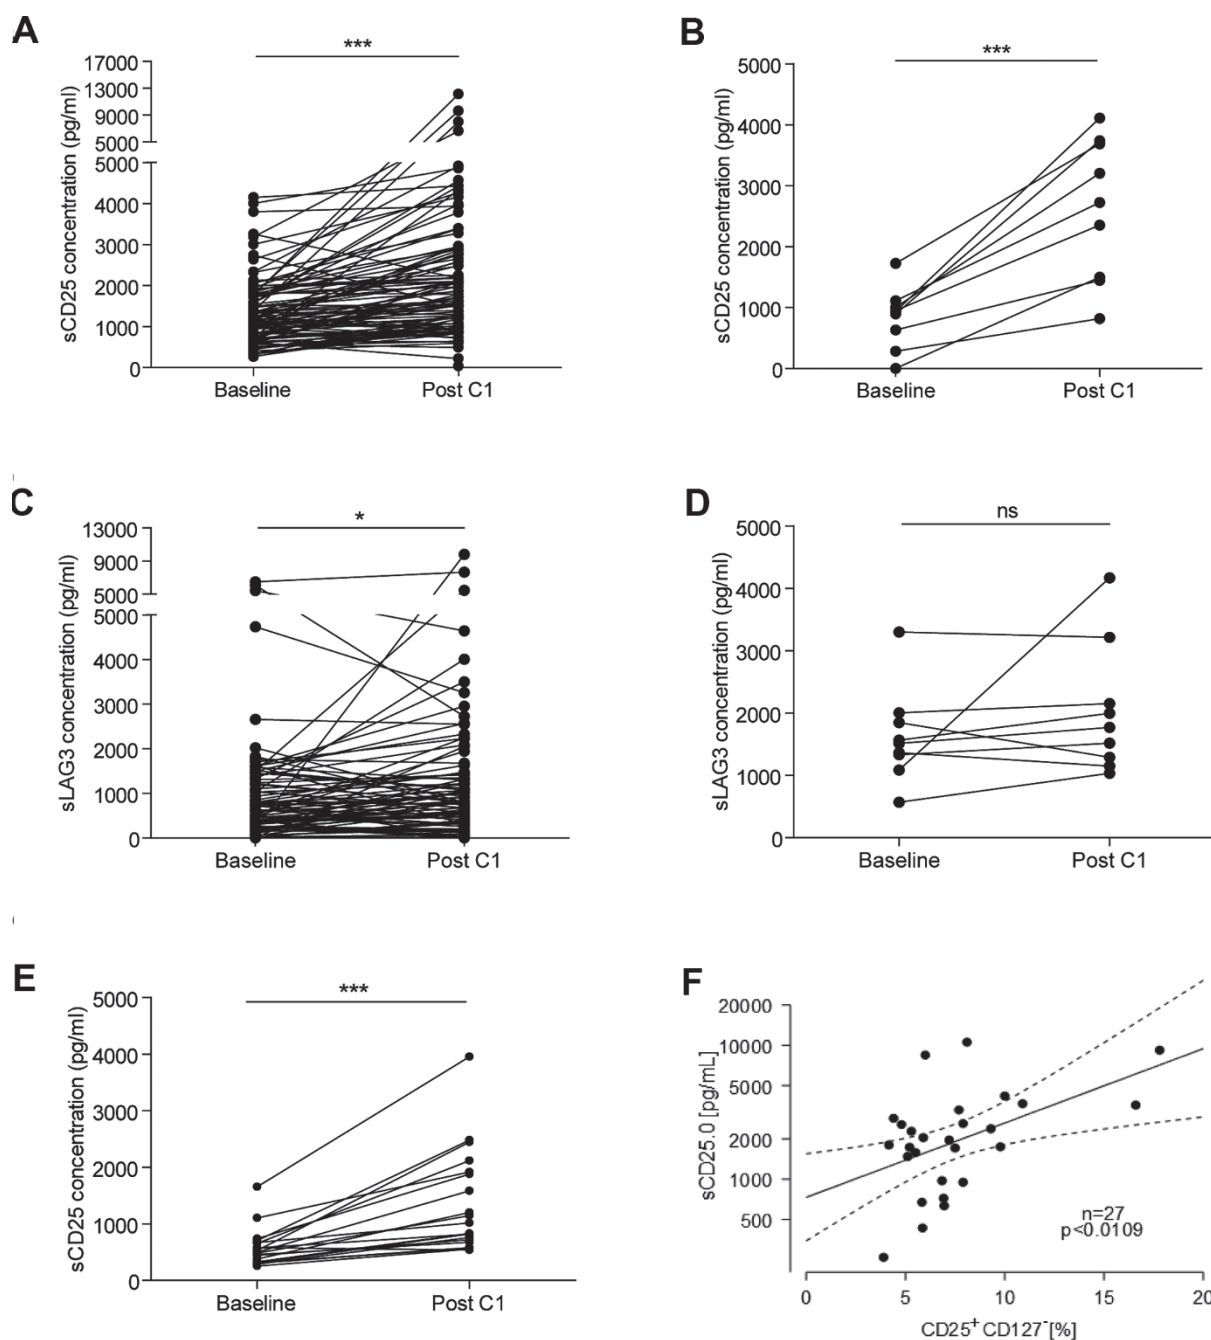 A
***
sCD25 concentration (pg/ml)
17000
13000
9000
5000
5000
4000
3000
2000
1000
0
Baseline Post C1
B
***
sCD25 concentration (pg/ml)
5000
4000
3000
2000
1000
0
Baseline Post C1
C
*
sLAG3 concentration (pg/ml)
13000
9000
5000
5000
4000
3000
2000
1000
0
Baseline Post C1
D
ns
sLAG3 concentration (pg/ml)
5000
4000
3000
2000
1000
0
Baseline Post C1
E
***
sCD25 concentration (pg/ml)
5000
4000
3000
2000
1000
0
Baseline Post C1
F
sCD25.0 [pg/mL]
20000
10000
5000
2000
1000
500
n=27
p<0.0109
0 5 10 15 20
CD25⁺ CD127⁻[%]